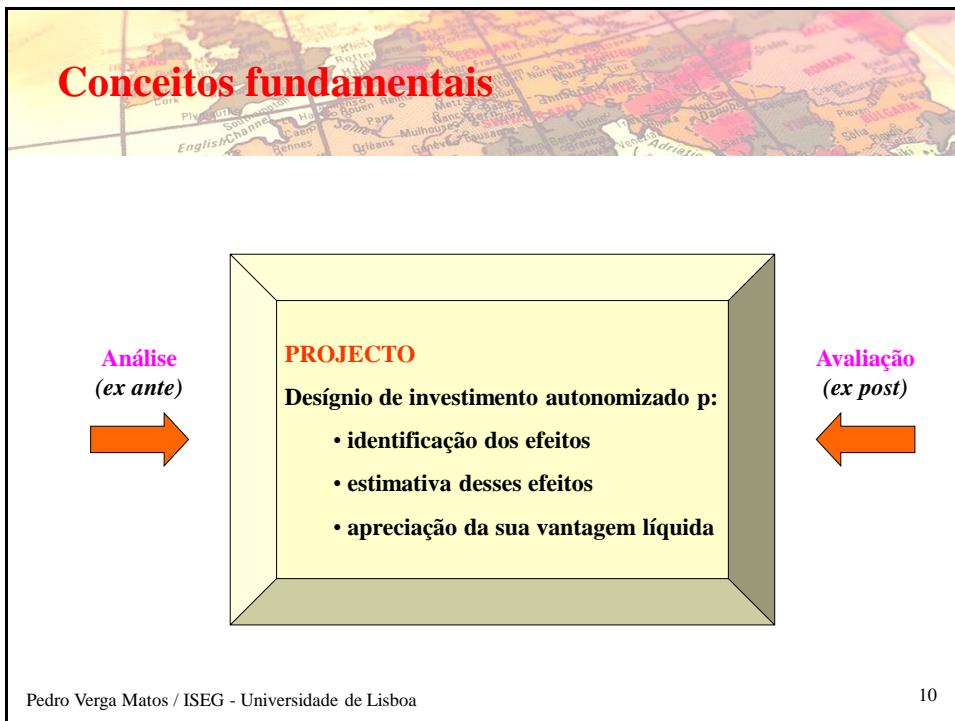 Conceitos fundamentais
Análise
(ex ante)
PROJECTO
Desígnio de investimento autonomizado p:
• identificação dos efeitos
• estimativa desses efeitos
• apreciação da sua vantagem líquida
Avaliação
(ex post)
Pedro Verga Matos / ISEG - Universidade de Lisboa
10